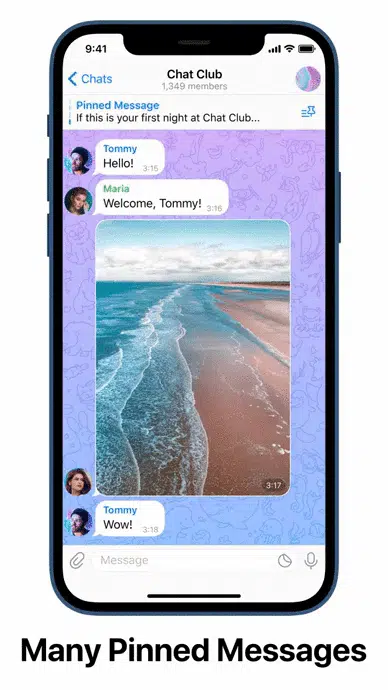 9:41
Chats
Chat Club
1,349 members
Pinned Message
If this is your first night at Chat Club...
Tommy
Hello! 3:15
Maria
Welcome, Tommy! 3:16
3:17
Tommy
Wow! 3:18
Message
Many Pinned Messages